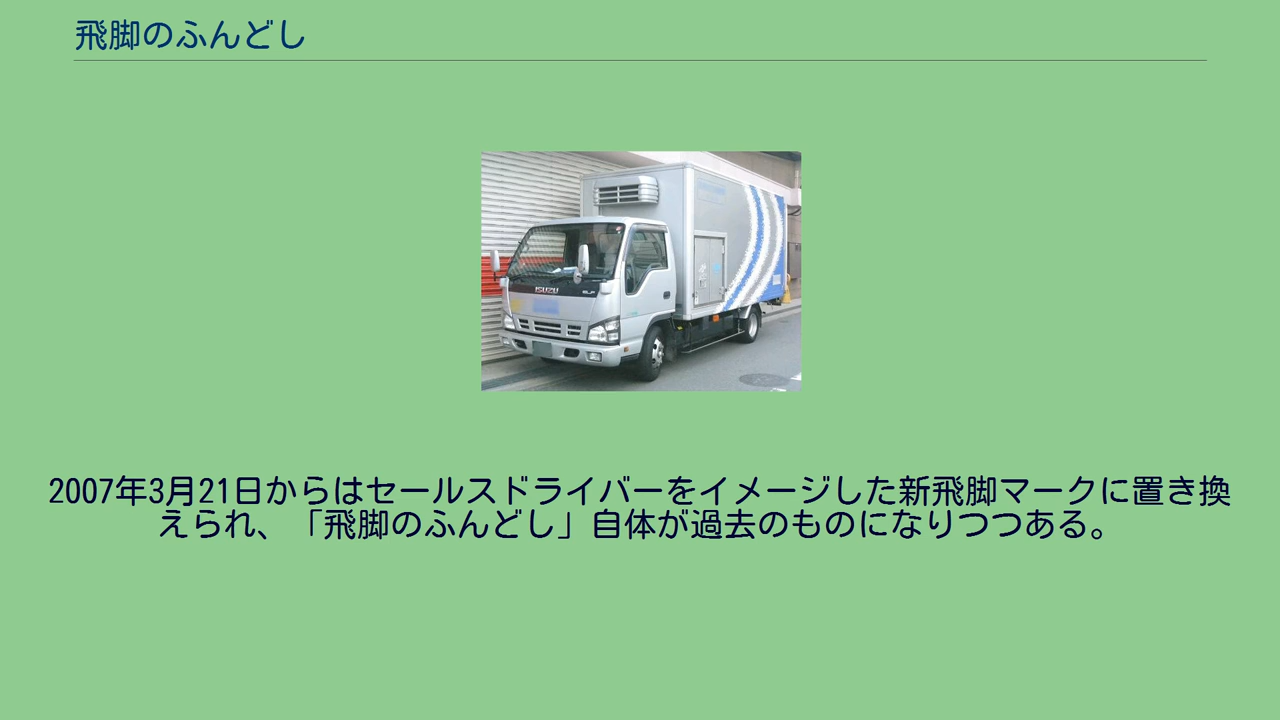 飛脚のふんどし
ISUZU
ELF
2007年3月21日からはセールスドライバーをイメージした新飛脚マークに置き換
えられ、「飛脚のふんどし」自体が過去のものになりつつある。